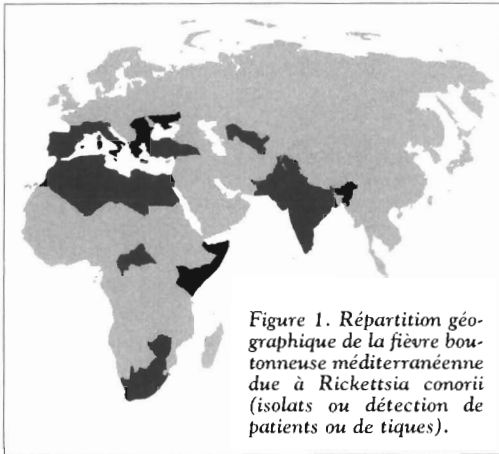 Figure 1. Répartition géo-
graphique de la fièvre bou-
tonneuse méditerranéenne
due à Rickettsia conorii
(isolats ou détection de
patients ou de tiques).